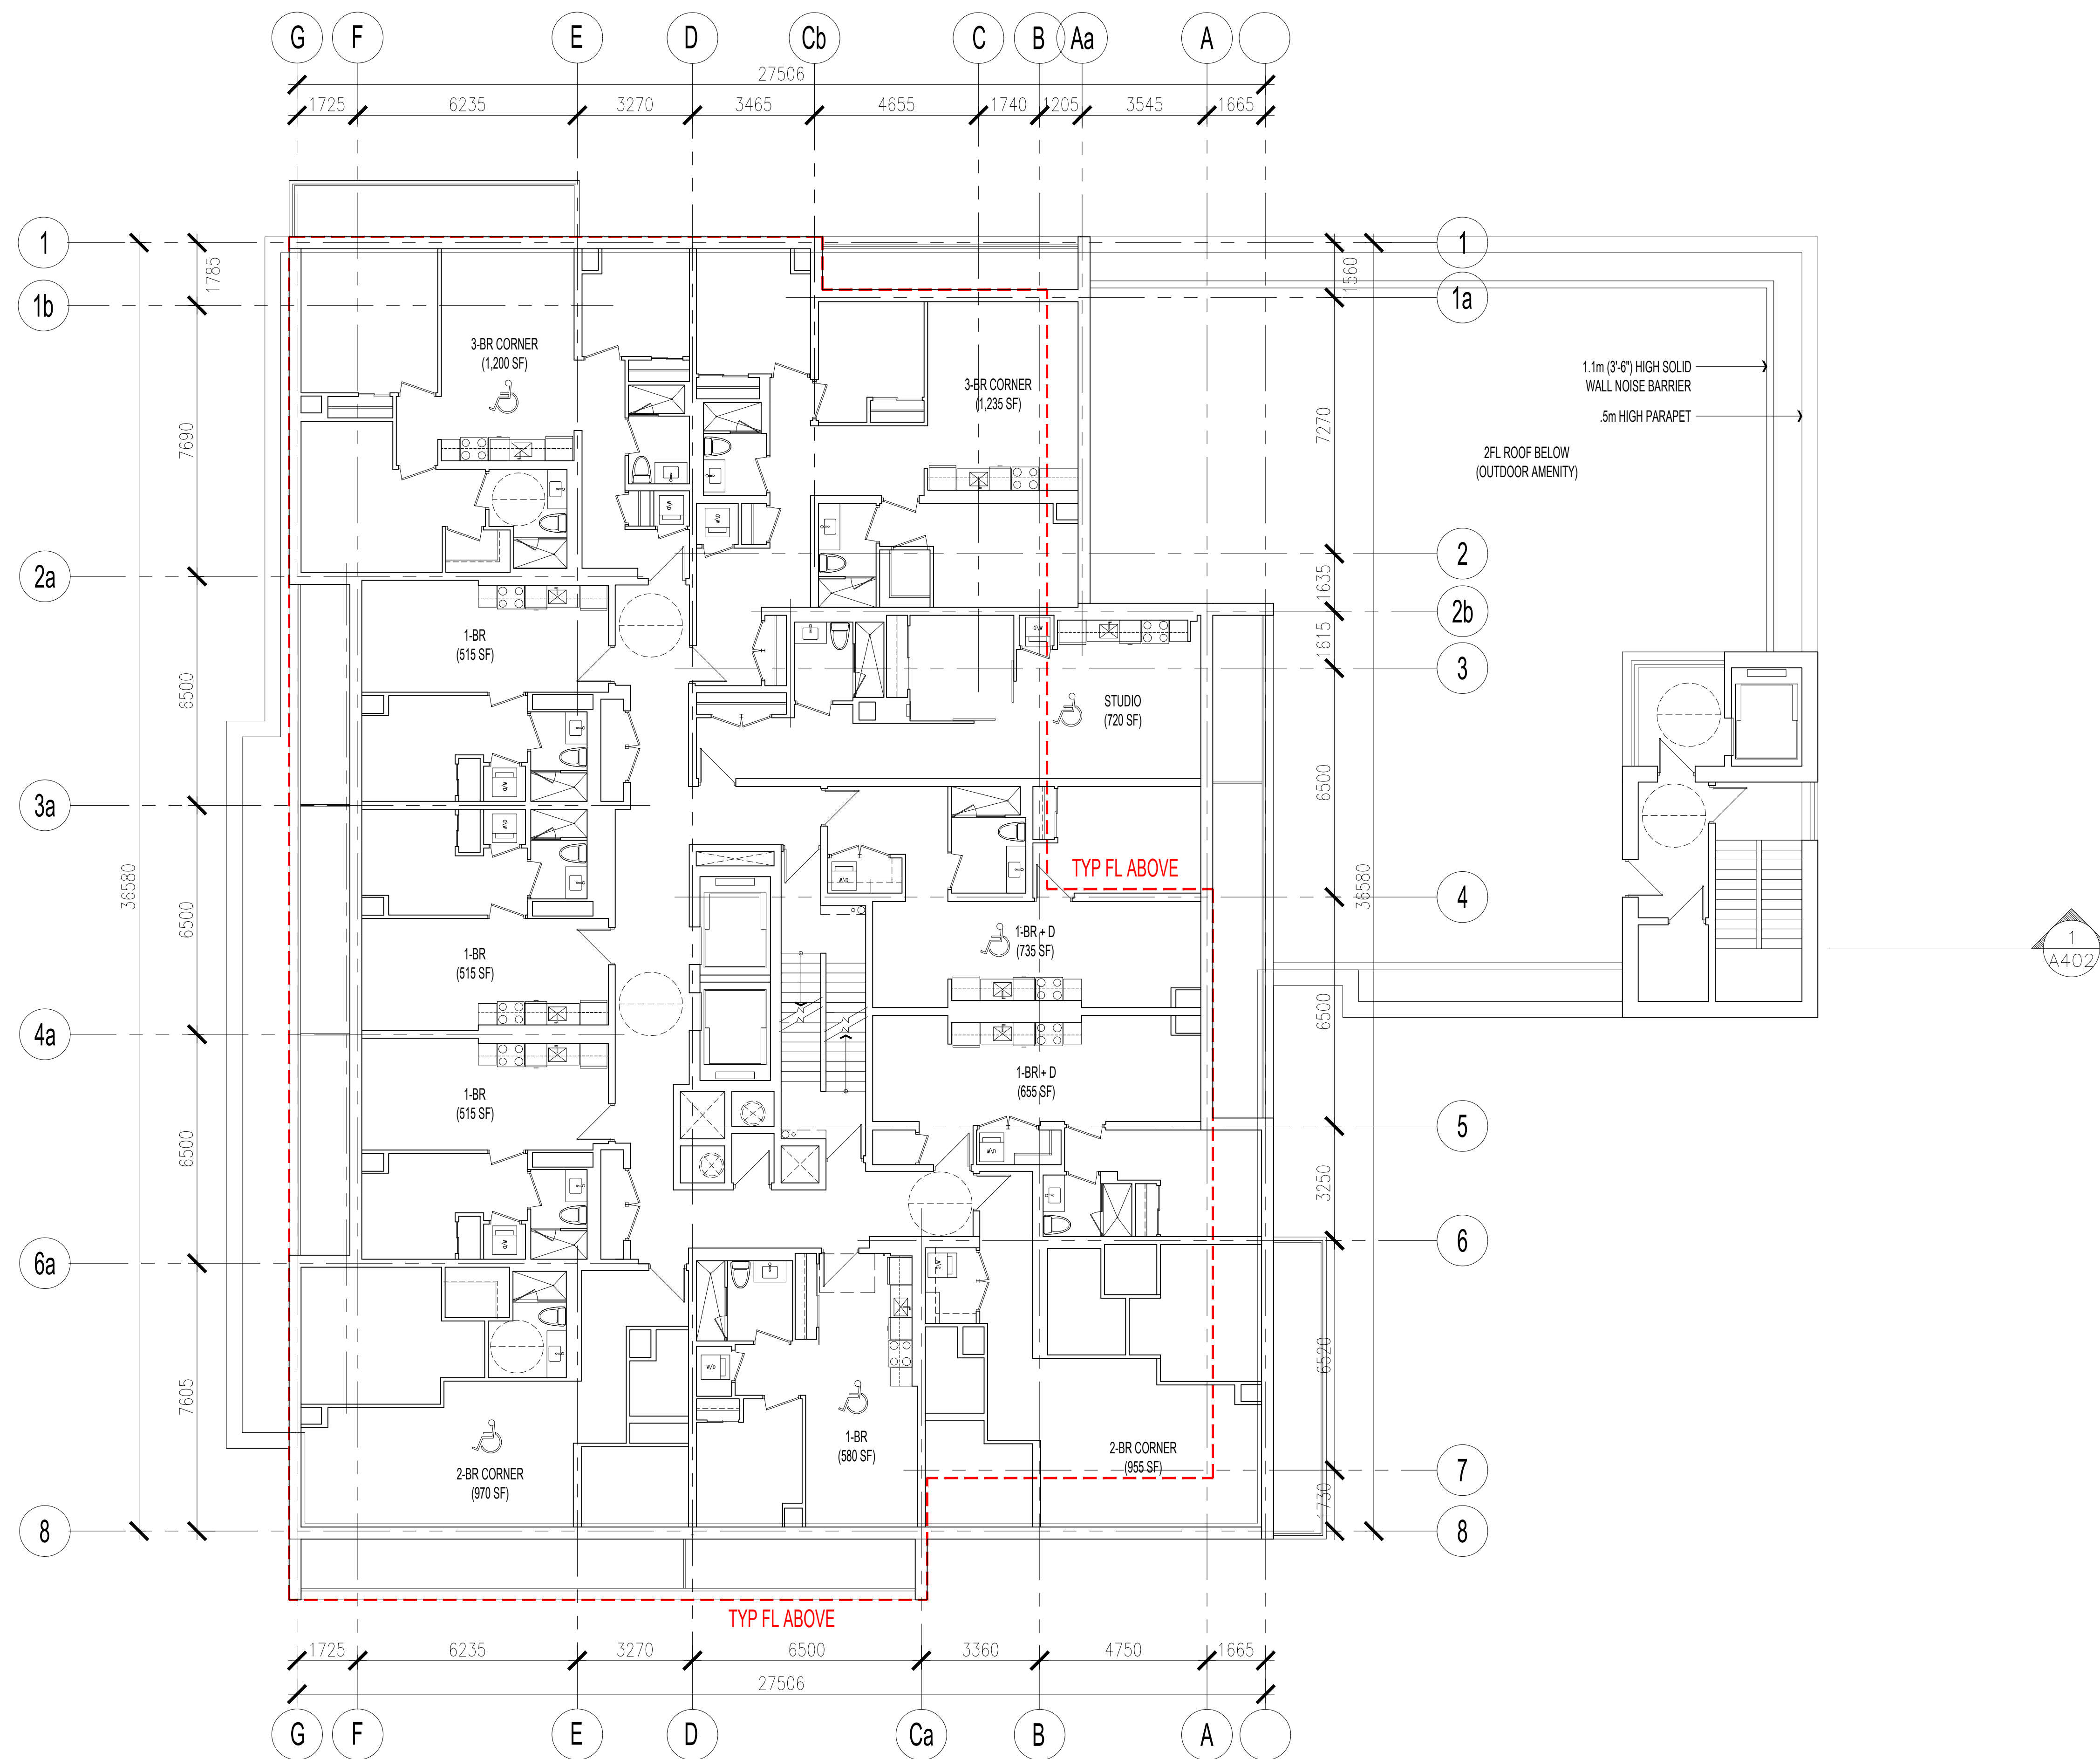 G F E D Cb C B Aa A
27506
1725 6235 3270 3465 4655 1740 1205 3545 1665
1 1
1785 1560
1b 1a
3-BR CORNER
(1,200 SF)
3-BR CORNER
(1,235 SF)
1.1m (3'-6") HIGH SOLID
WALL NOISE BARRIER
.5m HIGH PARAPET
2FL ROOF BELOW
(OUTDOOR AMENITY)
7690 7270
W/D W/D
2
2a
1635
2b
1-BR
(515 SF)
W/D
1615
3
6500
STUDIO
(720 SF)
6500
W/D
3a
W/D
36580
TYP FL ABOVE
36580
W/D
4
6500
1-BR
(515 SF)
1-BR + D
(735 SF)
1
A402
6500
4a
1-BR
(515 SF)
1-BR + D
(655 SF)
5
6500
W/D
3250
W/D
6a 6
W/D
6520
W/D
7605
1-BR
(580 SF)
2-BR CORNER
(955 SF)
2-BR CORNER
(970 SF)
7
1730
8 8
TYP FL ABOVE
1725 6235 3270 6500 3360 4750 1665
27506
G F E D Ca B A